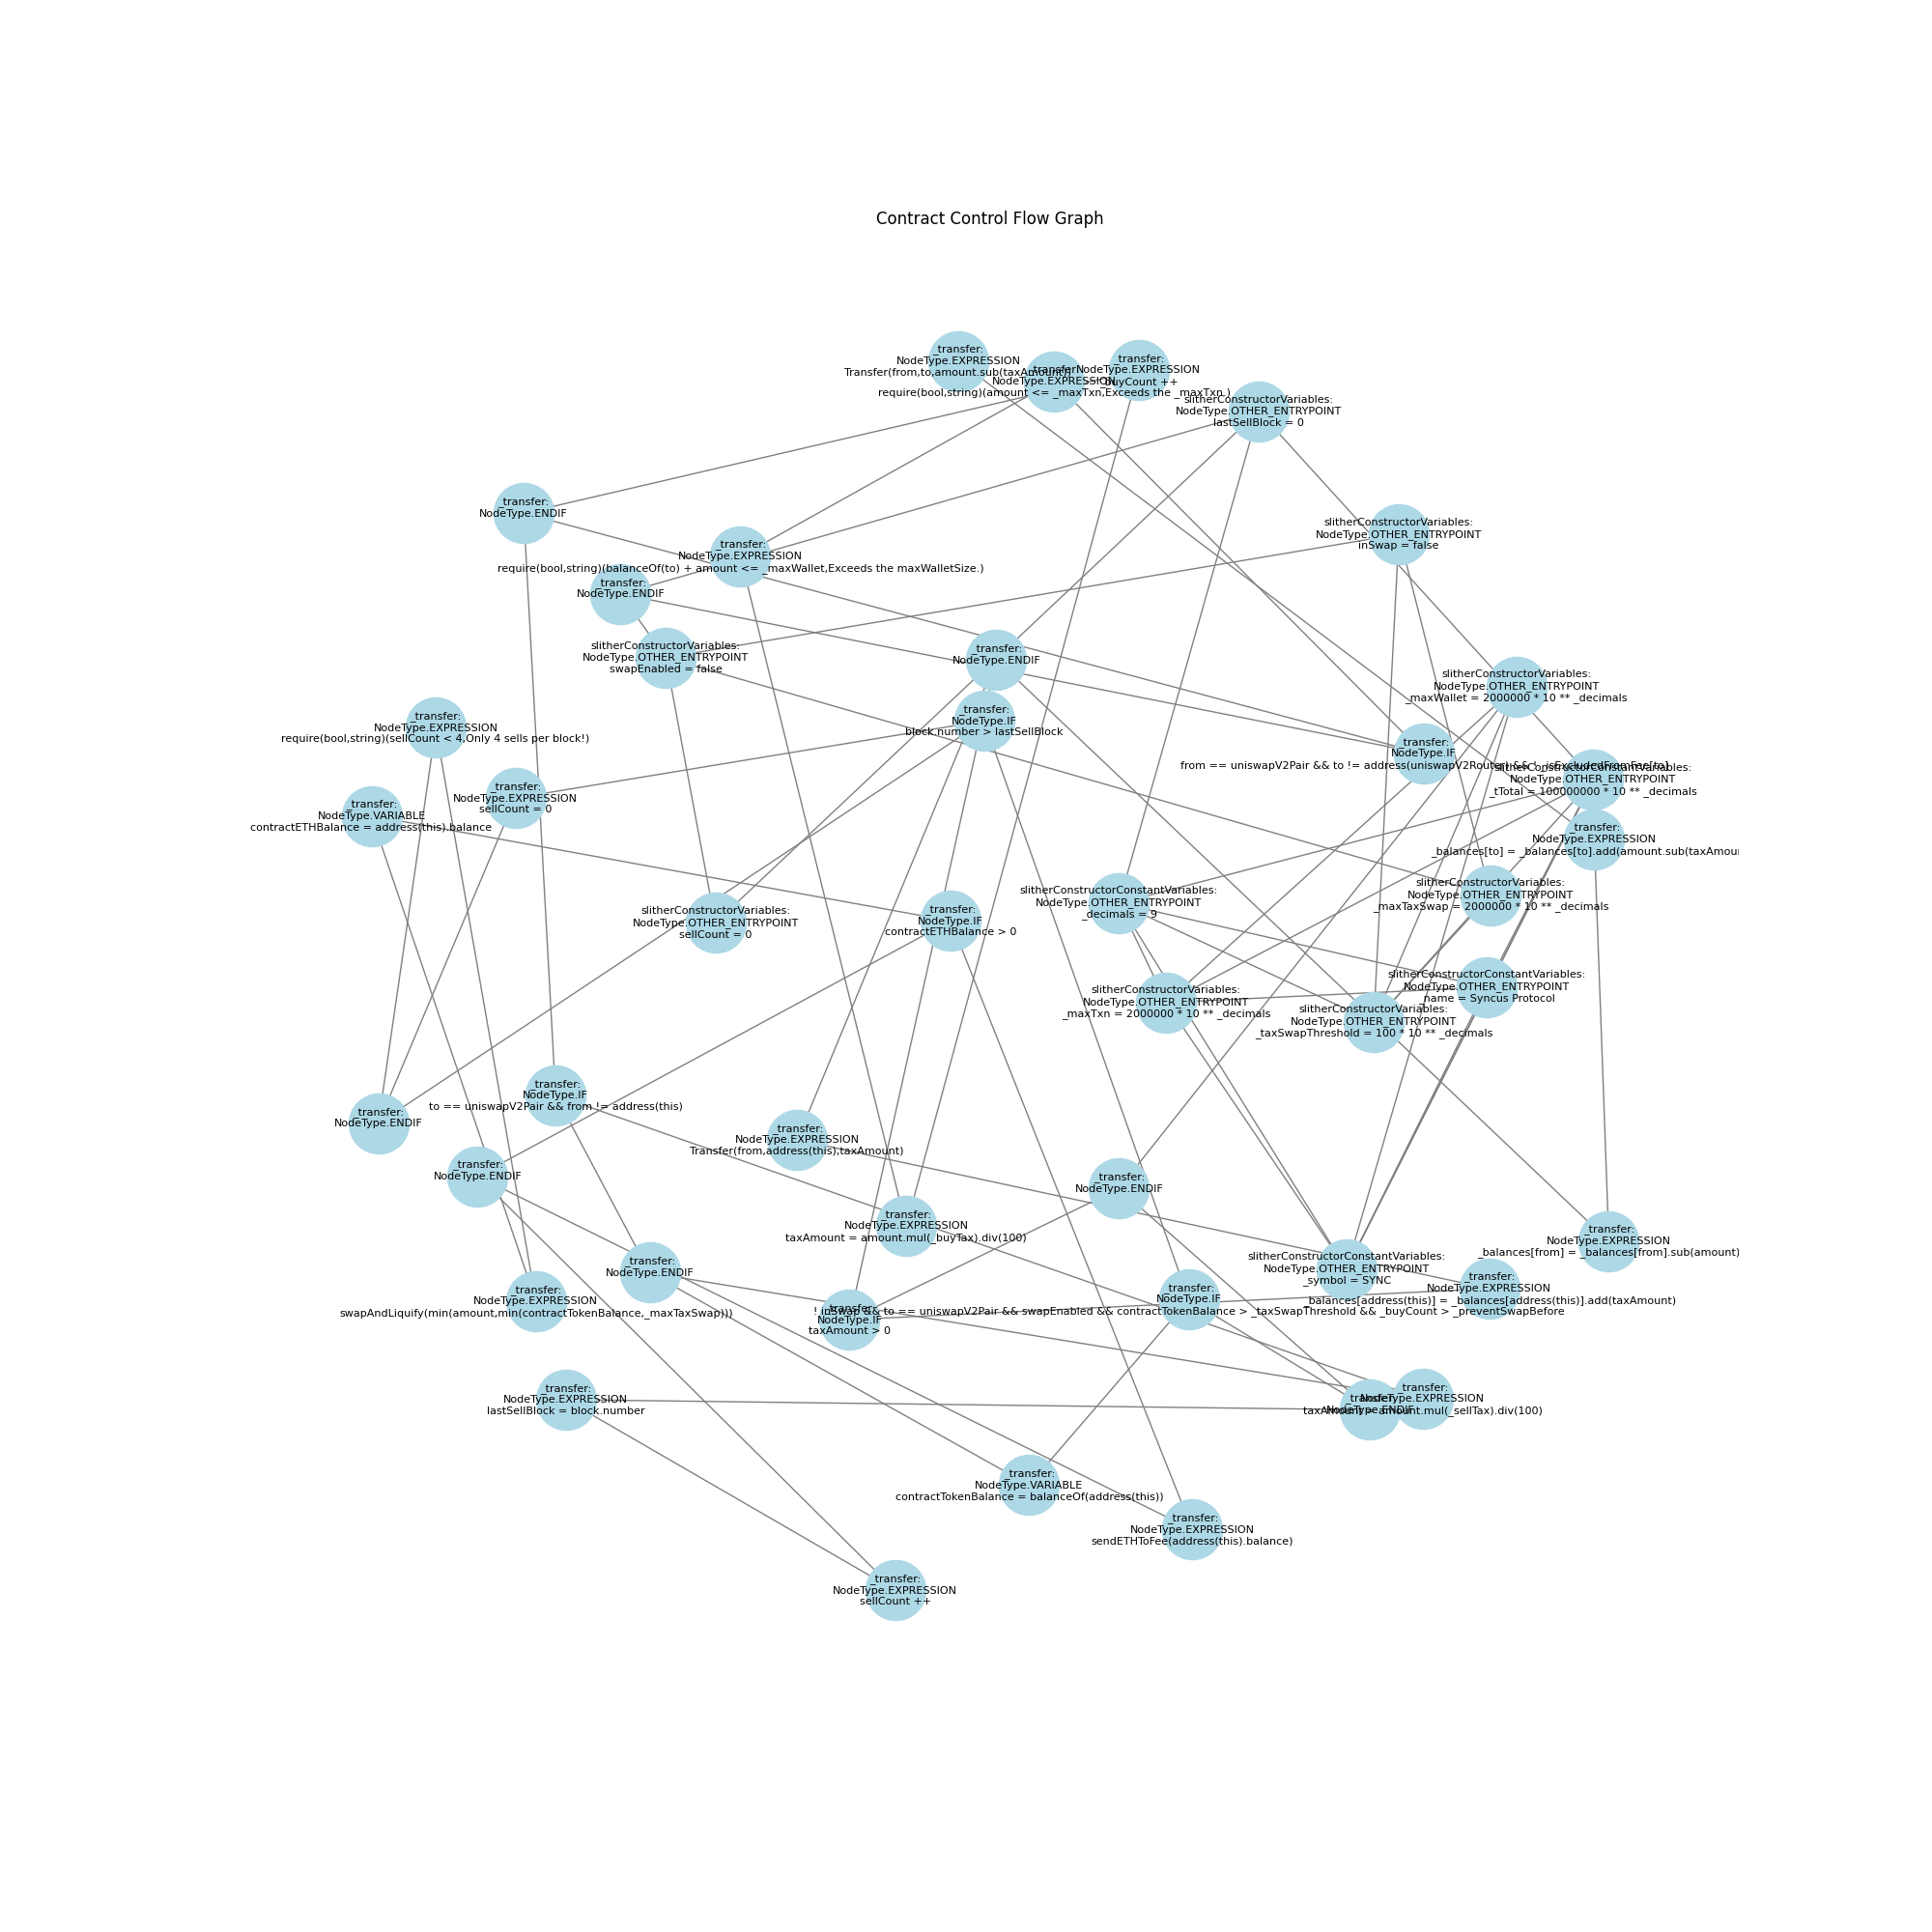 Contract Control Flow Graph
_transfer:
NodeType.EXPRESSION
Transfer(from,to,amount.sub(taxAmount))
_transfer:
NodeType.EXPRESSION
require(bool,string)(amount <= _maxTxn,Exceeds the _maxTxn.)
_transfer:
NodeType.EXPRESSION
_buyCount ++
slitherConstructorVariables:
NodeType.OTHER_ENTRYPOINT
lastSellBlock = 0
_transfer:
NodeType.ENDIF
slitherConstructorVariables:
NodeType.OTHER_ENTRYPOINT
inSwap = false
_transfer:
NodeType.EXPRESSION
require(bool,string)(balanceOf(to) + amount <= _maxWallet,Exceeds the maxWalletSize.)
_transfer:
NodeType.ENDIF
slitherConstructorVariables:
NodeType.OTHER_ENTRYPOINT
swapEnabled = false
_transfer:
NodeType.ENDIF
slitherConstructorVariables:
NodeType.OTHER_ENTRYPOINT
_maxWallet = 2000000 * 10 ** _decimals
_transfer:
NodeType.IF
block.number > lastSellBlock
_transfer:
NodeType.EXPRESSION
require(bool,string)(sellCount < 4,Only 4 sells per block!)
_transfer:
NodeType.IF
from == uniswapV2Pair && to != address(uniswapV2Router) && ! _isExcludedFromFee[to]
slitherConstructorConstantVariables:
NodeType.OTHER_ENTRYPOINT
_tTotal = 100000000 * 10 ** _decimals
_transfer:
NodeType.EXPRESSION
sellCount = 0
_transfer:
NodeType.VARIABLE
contractETHBalance = address(this).balance
_transfer:
NodeType.EXPRESSION
_balances[to] = _balances[to].add(amount.sub(taxAmou
slitherConstructorConstantVariables:
NodeType.OTHER_ENTRYPOINT
_decimals = 9
slitherConstructorVariables:
NodeType.OTHER_ENTRYPOINT
_maxTaxSwap = 2000000 * 10 ** _decimals
slitherConstructorVariables:
NodeType.OTHER_ENTRYPOINT
sellCount = 0
_transfer:
NodeType.IF
contractETHBalance > 0
slitherConstructorConstantVariables:
NodeType.OTHER_ENTRYPOINT
_name = Syncus Protocol
slitherConstructorVariables:
NodeType.OTHER_ENTRYPOINT
_maxTxn = 2000000 * 10 ** _decimals
slitherConstructorVariables:
NodeType.OTHER_ENTRYPOINT
_taxSwapThreshold = 100 * 10 ** _decimals
_transfer:
NodeType.IF
to == uniswapV2Pair && from != address(this)
_transfer:
NodeType.ENDIF
_transfer:
NodeType.EXPRESSION
Transfer(from,address(this),taxAmount)
_transfer:
NodeType.ENDIF
_transfer:
NodeType.ENDIF
_transfer:
NodeType.EXPRESSION
taxAmount = amount.mul(_buyTax).div(100)
_transfer:
NodeType.EXPRESSION
_balances[from] = _balances[from].sub(amount)
_transfer:
NodeType.ENDIF
slitherConstructorConstantVariables:
NodeType.OTHER_ENTRYPOINT
_symbol = SYNC
_transfer:
NodeType.EXPRESSION
_balances[address(this)] = _balances[address(this)].add(taxAmount)
_transfer:
NodeType.EXPRESSION
swapAndLiquify(min(amount,min(contractTokenBalance,_maxTaxSwap)))
_transfer:
NodeType.IF
! inSwap && to == uniswapV2Pair && swapEnabled && contractTokenBalance > _taxSwapThreshold && _buyCount > _preventSwapBefore
_transfer:
NodeType.IF
taxAmount > 0
_transfer:
NodeType.EXPRESSION
lastSellBlock = block.number
_transfer:
NodeType.ENDIF
_transfer:
NodeType.EXPRESSION
taxAmount = amount.mul(_sellTax).div(100)
_transfer:
NodeType.VARIABLE
contractTokenBalance = balanceOf(address(this))
_transfer:
NodeType.EXPRESSION
sendETHToFee(address(this).balance)
_transfer:
NodeType.EXPRESSION
sellCount ++